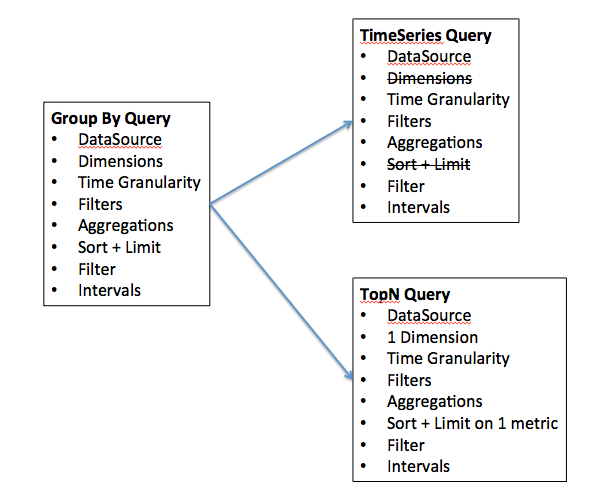 Group By Query
• DataSource
• Dimensions
• Time Granularity
• Filters
• Aggregations
• Sort + Limit
• Filter
• Intervals
TimeSeries Query
• DataSource
• Dimensions
• Time Granularity
• Filters
• Aggregations
• Sort + Limit
• Filter
• Intervals
TopN Query
• DataSource
• 1 Dimension
• Time Granularity
• Filters
• Aggregations
• Sort + Limit on 1 metric
• Filter
• Intervals